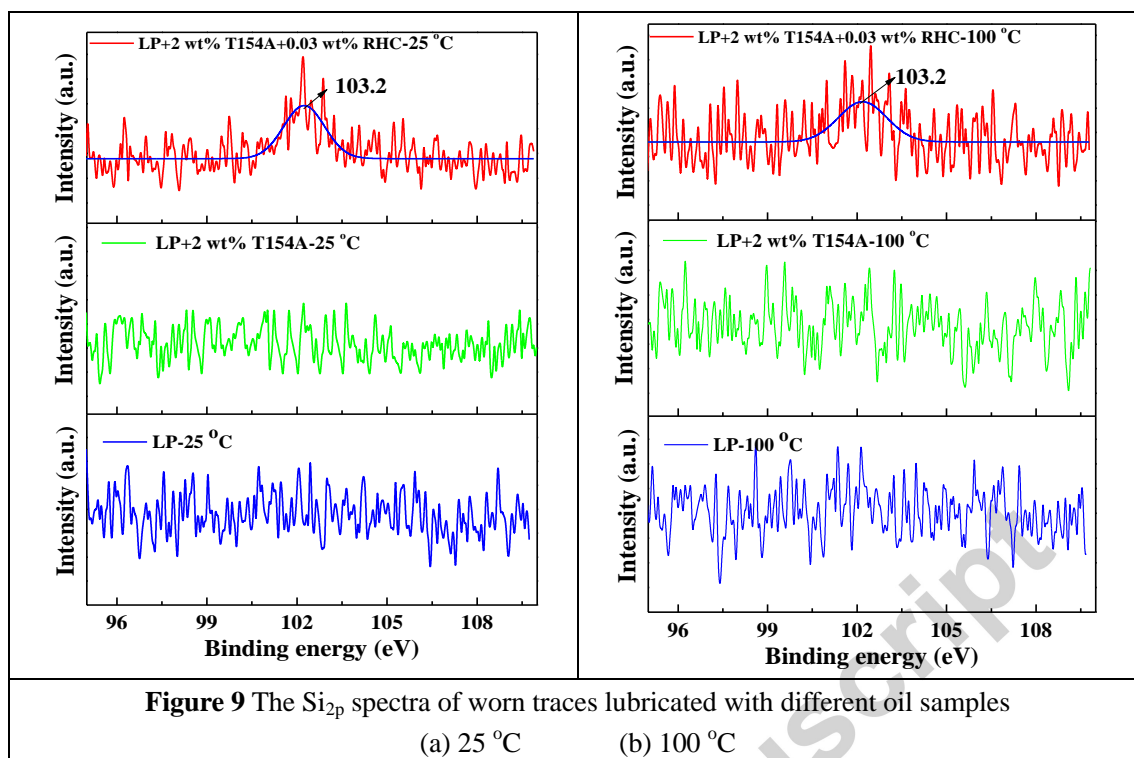 LP+2 wt% T154A+0.03 wt% RHC-25 °C
103.2
Intensity (a.u.)
LP+2 wt% T154A-25 °C
Intensity (a.u.)
LP-25 °C
Intensity (a.u.)
96 99 102 105 108
Binding energy (eV)
LP+2 wt% T154A+0.03 wt% RHC-100 °C
103.2
Intensity (a.u.)
LP+2 wt% T154A-100 °C
Intensity (a.u.)
LP-100 °C
Intensity (a.u.)
96 99 102 105 108
Binding energy (eV)
Figure 9 The Si2p spectra of worn traces lubricated with different oil samples
(a) 25 °C (b) 100 °C
script